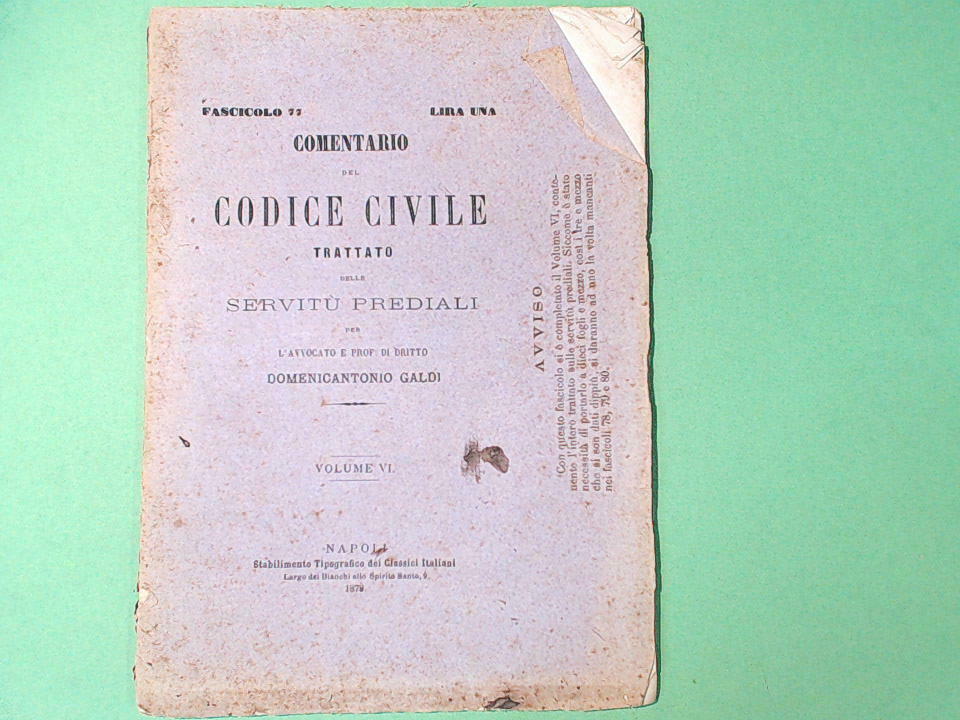 FASCICOLO 77 LIRA UNA
COMENTARIO
DEL
CODICE CIVILE
TRATTATO
DELLE
SERVITÙ PREDIALI
PER
L'AVVOCATO E PROF. DI DRITTO
DOMENICANTONIO GALDI
VOLUME VI.
NAPOLI
Stabilimento Tipografico dei Classici Italiani
Largo dei Bianchi allo Spirito Santo, 9.
1879
AVVISO
Con questo fascicolo si è completato il Volume VI, conte-
nento l'intero trattato sulle servitù prediali. Siccome è stato
necessità di portarlo a dieci fogli e mezzo, così i tre e mezzo
che si son dati dippiù, si daranno ad uno la volta mancanti
nei fascicoli 78, 79 e 80.